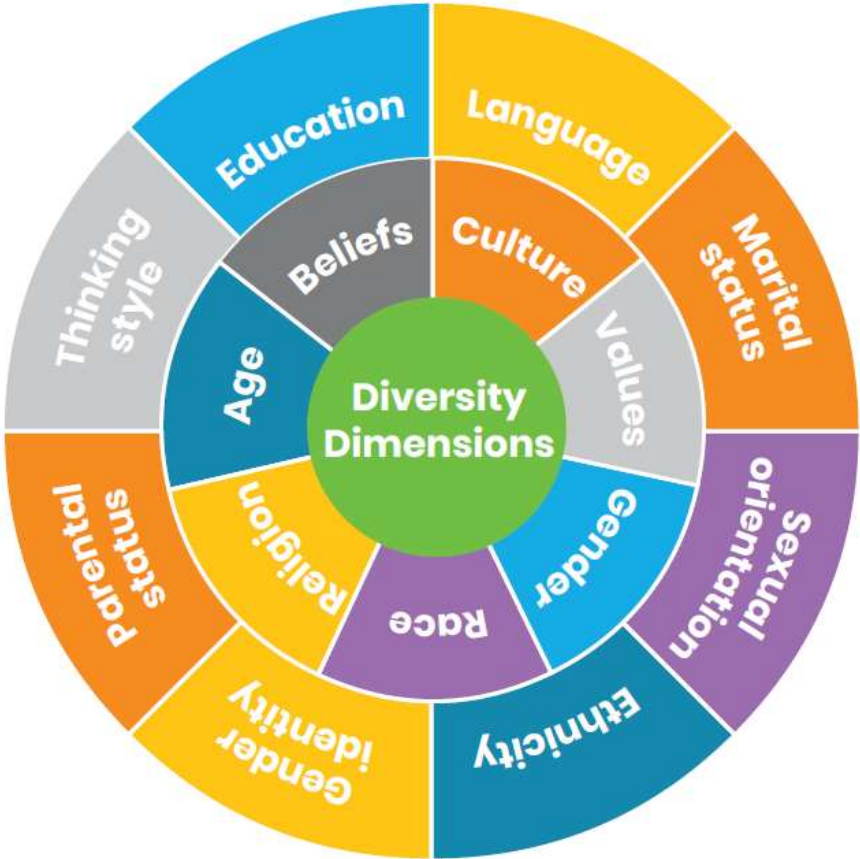 Diversity
Dimensions
Culture
Values
Gender
Race
Religion
Age
Beliefs
Language
Marital
status
Sexual
orientation
Ethnicity
Gender
identity
Parental
status
Thinking
style
Education